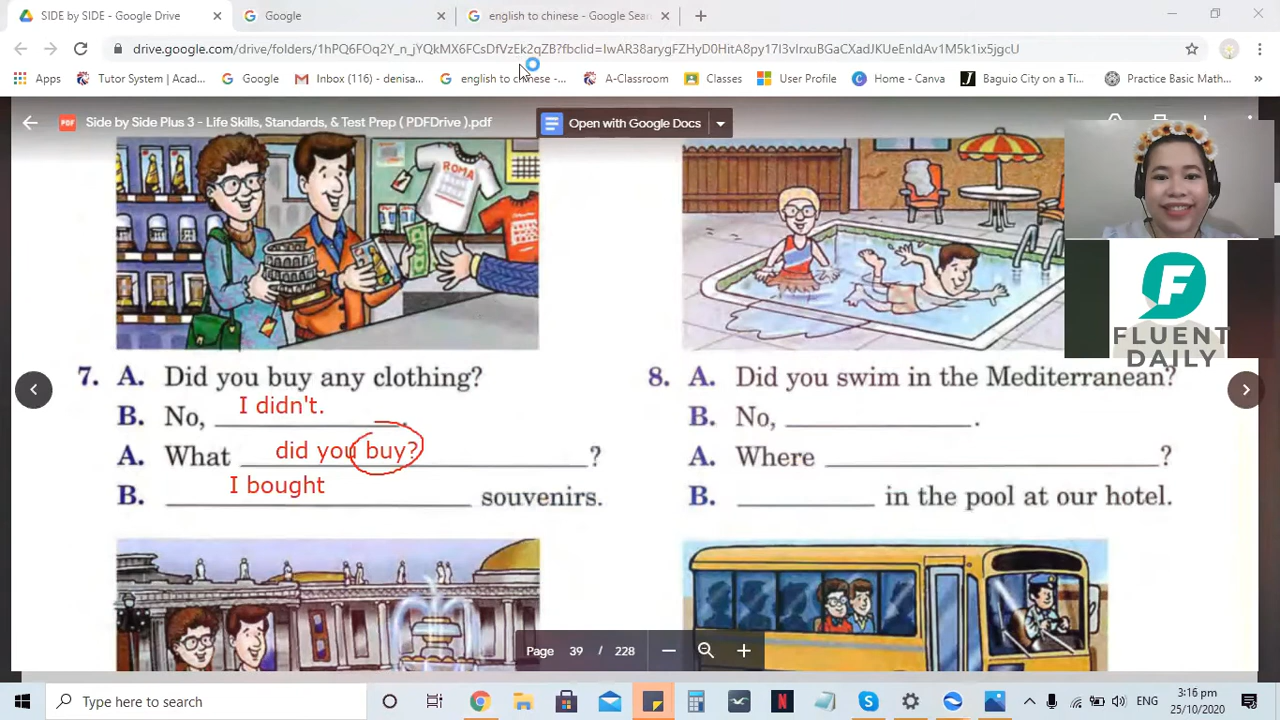 SIDE by SIDE - Google Drive
Google
english to chinese - Google Sear
drive.google.com/drive/folders/1hPQ6FOq2Y_n_jYQkMX6FCsDfVzEk2qZB?fbclid=IwAR38arygFZHyD0HitA8py17I3vIrxuBGaCXadJKUeEnIdAv1M5k1ix5jgcU
Apps
Tutor System | Acad...
Google
Inbox (116) - denisa...
english to chinese -...
A-Classroom
Classes
User Profile
Home - Canva
Baguio City on a Ti...
Practice Basic Math...
PDF
Side by Side Plus 3 - Life Skills, Standards, & Test Prep ( PDFDrive ).pdf
Open with Google Docs
ROMA
7. A. Did you buy any clothing?
B. No, I didn't.
A. What did you buy? ?
B. I bought souvenirs.
8. A. Did you swim in the Mediterranean?
B. No, .
A. Where ?
B. in the pool at our hotel.
FLUENT
DAILY
Page 39 / 228
Type here to search
ENG
3:16 pm
25/10/2020